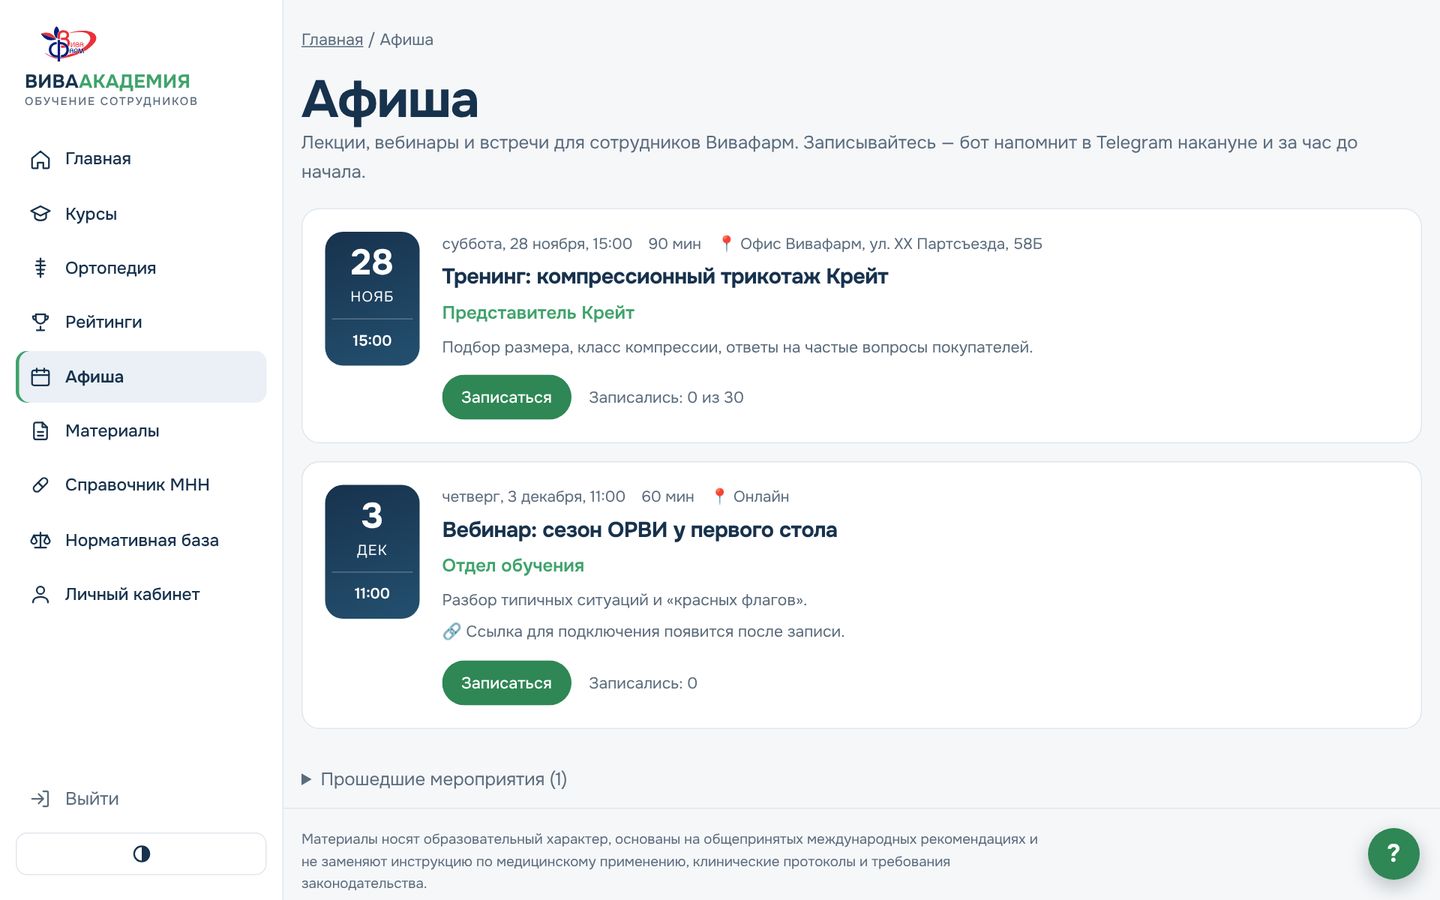 ВИВАФАРМ
ВИВААКАДЕМИЯ
ОБУЧЕНИЕ СОТРУДНИКОВ
Главная
Курсы
Ортопедия
Рейтинги
Афиша
Материалы
Справочник МНН
Нормативная база
Личный кабинет
Выйти
Главная / Афиша
Афиша
Лекции, вебинары и встречи для сотрудников Вивафарм. Записывайтесь — бот напомнит в Telegram накануне и за час до
начала.
28
НОЯБ
15:00
суббота, 28 ноября, 15:00 90 мин 📍 Офис Вивафарм, ул. XX Партсъезда, 58Б
Тренинг: компрессионный трикотаж Крейт
Представитель Крейт
Подбор размера, класс компрессии, ответы на частые вопросы покупателей.
Записаться Записались: 0 из 30
3
ДЕК
11:00
четверг, 3 декабря, 11:00 60 мин 📍 Онлайн
Вебинар: сезон ОРВИ у первого стола
Отдел обучения
Разбор типичных ситуаций и «красных флагов».
🔗 Ссылка для подключения появится после записи.
Записаться Записались: 0
▶ Прошедшие мероприятия (1)
Материалы носят образовательный характер, основаны на общепринятых международных рекомендациях и
не заменяют инструкцию по медицинскому применению, клинические протоколы и требования
законодательства.
?